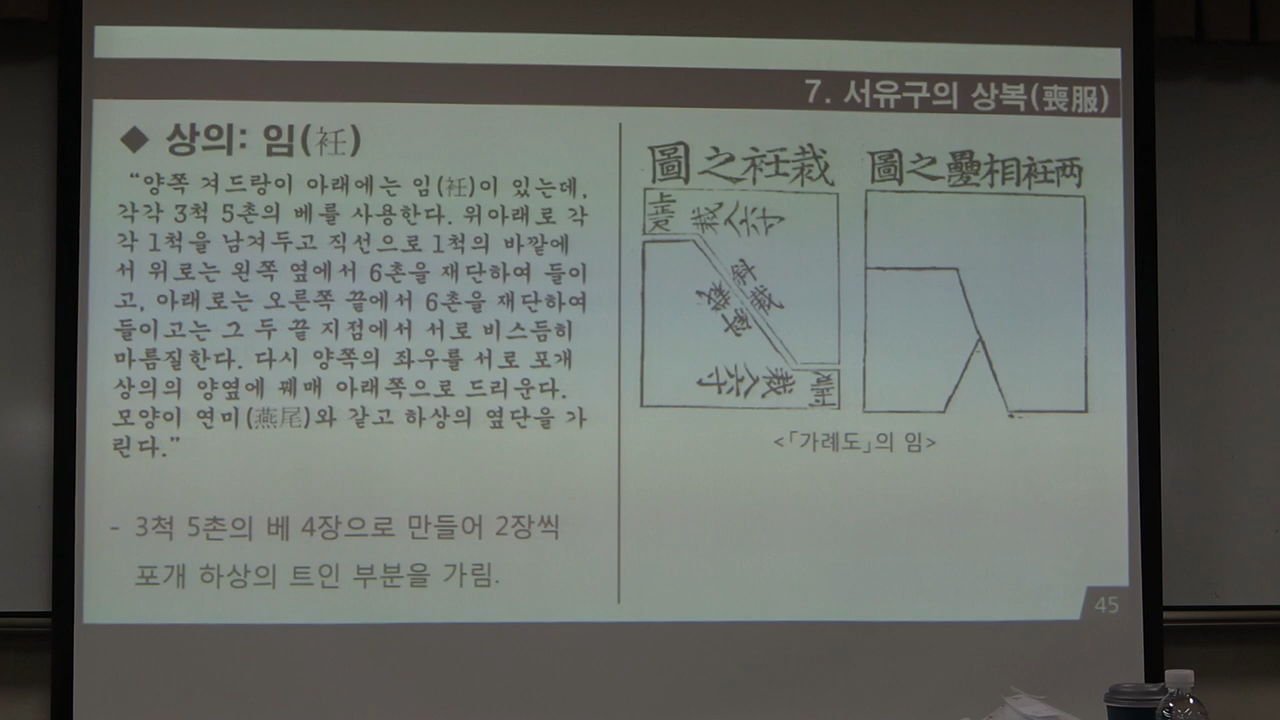 7. 서유구의 상복(喪服)
◆ 상의: 임(衽)
“양쪽 겨드랑이 아래에는 임(衽)이 있는데,
각각 3척 5촌의 베를 사용한다. 위아래로 각
각 1척을 남겨두고 직선으로 1척의 바깥에
서 위로는 왼쪽 옆에서 6촌을 재단하여 들이
고, 아래로는 오른쪽 끝에서 6촌을 재단하여
들이고는 그 두 끝 지점에서 서로 비스듬히
마름질한다. 다시 양쪽의 좌우를 서로 포개
상의의 양옆에 꿰매 아래쪽으로 드리운다.
모양이 연미(燕尾)와 같고 하상의 옆단을 가
린다.”
- 3척 5촌의 베 4장으로 만들어 2장씩
포개 하상의 트인 부분을 가림.
圖之衽裁
圖之疊相衽两
裁六寸
斜裁
斜裁
裁六寸
<「가례도」의 임>
45